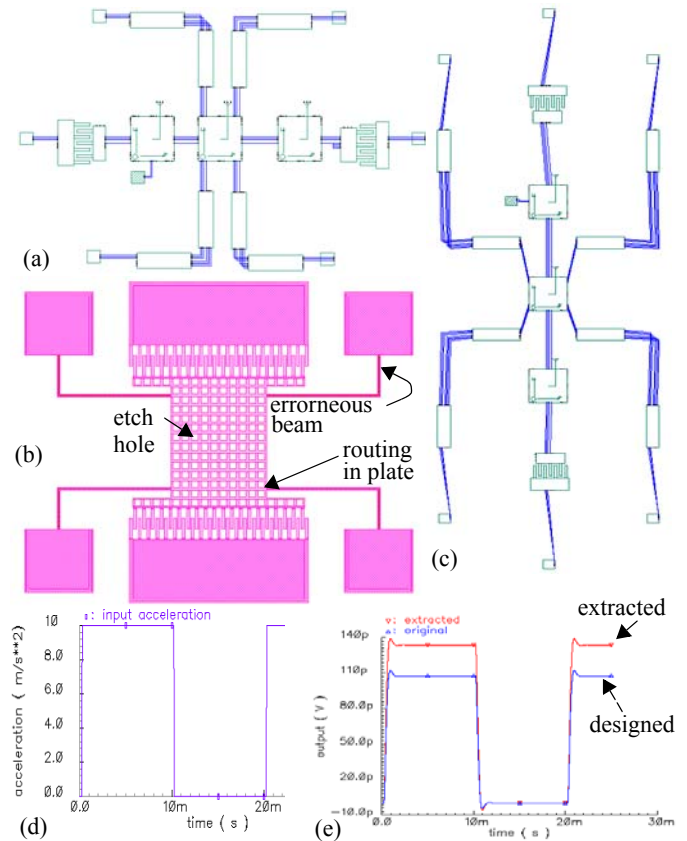 (a)
errorneous
beam
etch
hole
routing
in plate
(b)
(c)
: input acceleration
10
8.0
6.0
4.0
2.0
0.0
acceleration ( m/s**2)
0.0
10m
20m
time ( s )
(d)
: extracted
: original
140p
110p
80.0p
50.0p
20.0p
-10.0p
output ( V )
0.0
10m
20m
30m
time ( s )
extracted
designed
(e)